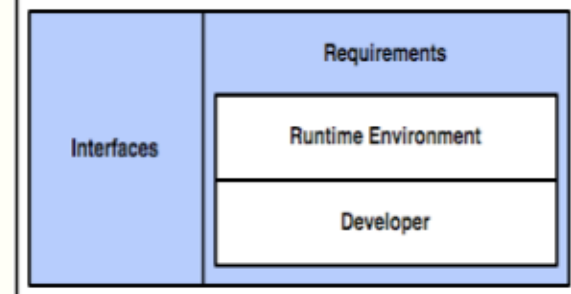 Interfaces
Requirements
Runtime Environment
Developer